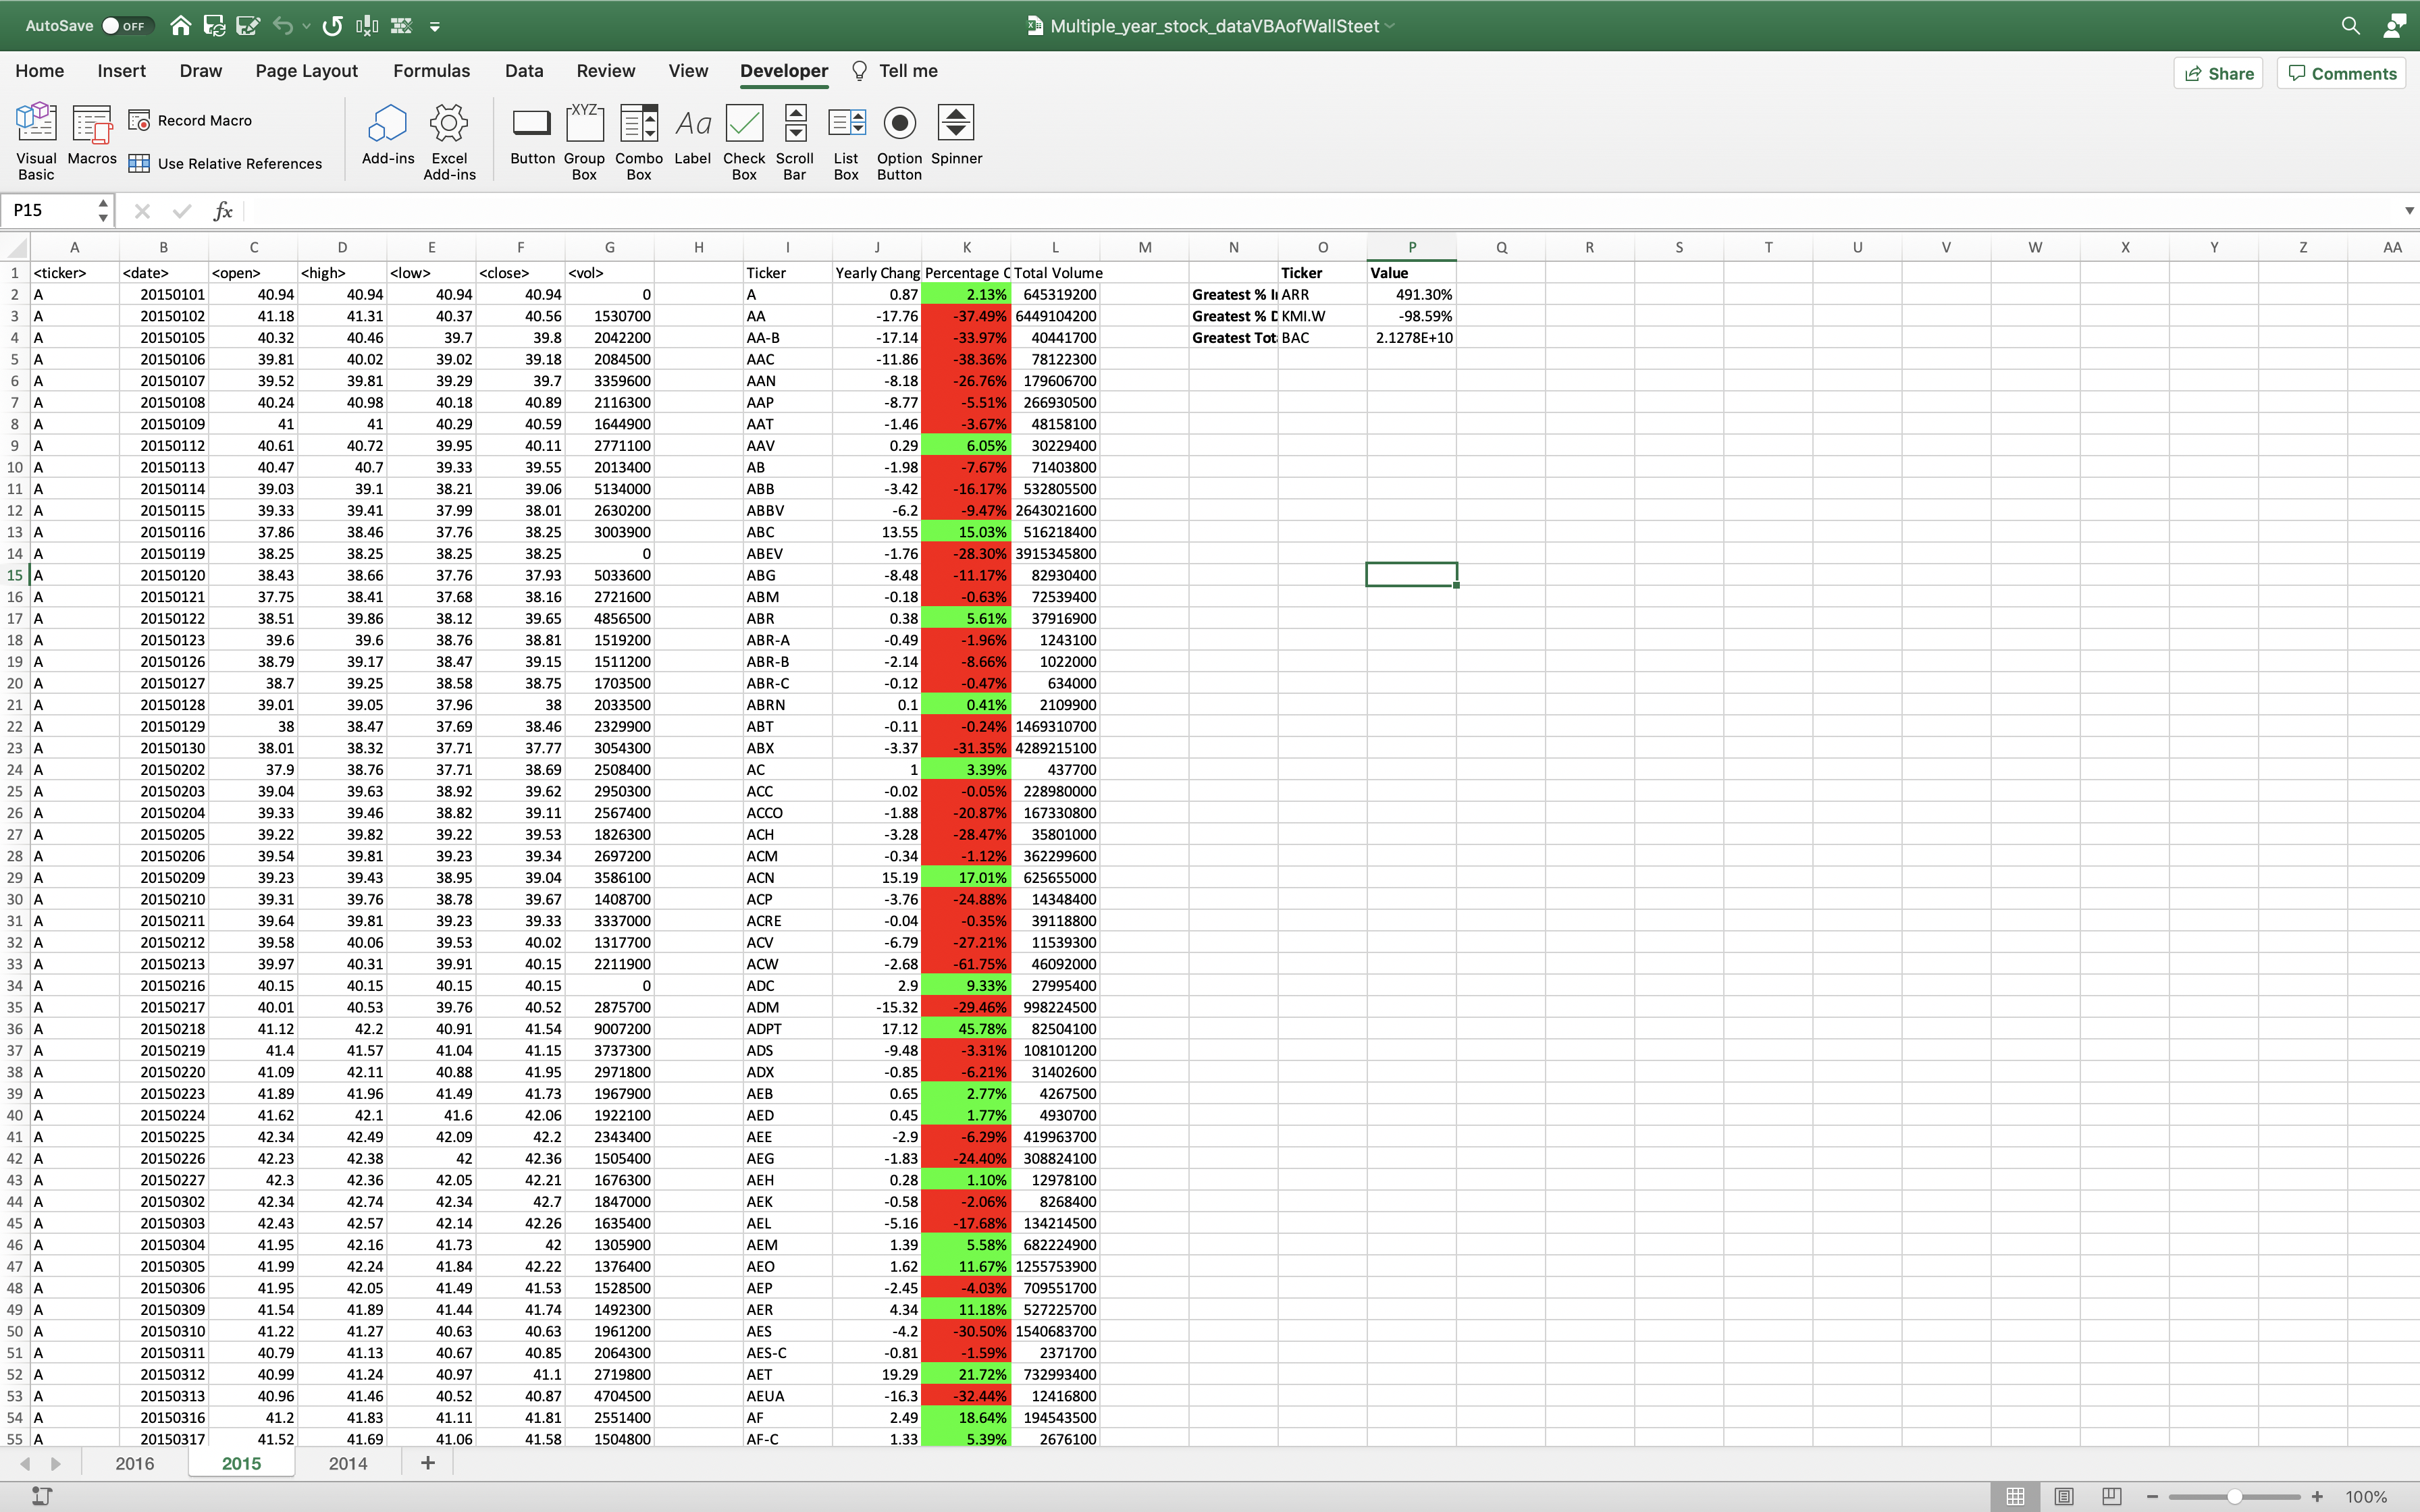 AutoSave OFF Multiple_year_stock_dataVBAofWallSteet
Home Insert Draw Page Layout Formulas Data Review View Developer Tell me Share Comments
Visual Basic Macros Record Macro Use Relative References Add-ins Excel Add-ins Button XYZ Group Box Combo Box Aa Label Check Box Scroll Bar List Box Option Button Spinner
P15 fx
A B C D E F G H I J K L M N O P Q R S T U V W X Y Z AA
1 <ticker> <date> <open> <high> <low> <close> <vol> Ticker Yearly Chang Percentage C Total Volume Ticker Value
2 A 20150101 40.94 40.94 40.94 40.94 0 A 0.87 2.13% 645319200 Greatest % I ARR 491.30%
3 A 20150102 41.18 41.31 40.37 40.56 1530700 AA -17.76 -37.49% 6449104200 Greatest % D KMI.W -98.59%
4 A 20150105 40.32 40.46 39.7 39.8 2042200 AA-B -17.14 -33.97% 40441700 Greatest Tot BAC 2.1278E+10
5 A 20150106 39.81 40.02 39.02 39.18 2084500 AAC -11.86 -38.36% 78122300
6 A 20150107 39.52 39.81 39.29 39.7 3359600 AAN -8.18 -26.76% 179606700
7 A 20150108 40.24 40.98 40.18 40.89 2116300 AAP -8.77 -5.51% 266930500
8 A 20150109 41 41 40.29 40.59 1644900 AAT -1.46 -3.67% 48158100
9 A 20150112 40.61 40.72 39.95 40.11 2771100 AAV 0.29 6.05% 30229400
10 A 20150113 40.47 40.7 39.33 39.55 2013400 AB -1.98 -7.67% 71403800
11 A 20150114 39.03 39.1 38.21 39.06 5134000 ABB -3.42 -16.17% 532805500
12 A 20150115 39.33 39.41 37.99 38.01 2630200 ABBV -6.2 -9.47% 2643021600
13 A 20150116 37.86 38.46 37.76 38.25 3003900 ABC 13.55 15.03% 516218400
14 A 20150119 38.25 38.25 38.25 38.25 0 ABEV -1.76 -28.30% 3915345800
15 A 20150120 38.43 38.66 37.76 37.93 5033600 ABG -8.48 -11.17% 82930400
16 A 20150121 37.75 38.41 37.68 38.16 2721600 ABM -0.18 -0.63% 72539400
17 A 20150122 38.51 39.86 38.12 39.65 4856500 ABR 0.38 5.61% 37916900
18 A 20150123 39.6 39.6 38.76 38.81 1519200 ABR-A -0.49 -1.96% 1243100
19 A 20150126 38.79 39.17 38.47 39.15 1511200 ABR-B -2.14 -8.66% 1022000
20 A 20150127 38.7 39.25 38.58 38.75 1703500 ABR-C -0.12 -0.47% 634000
21 A 20150128 39.01 39.05 37.96 38 2033500 ABRN 0.1 0.41% 2109900
22 A 20150129 38 38.47 37.69 38.46 2329900 ABT -0.11 -0.24% 1469310700
23 A 20150130 38.01 38.32 37.71 37.77 3054300 ABX -3.37 -31.35% 4289215100
24 A 20150202 37.9 38.76 37.71 38.69 2508400 AC 1 3.39% 437700
25 A 20150203 39.04 39.63 38.92 39.62 2950300 ACC -0.02 -0.05% 228980000
26 A 20150204 39.33 39.46 38.82 39.11 2567400 ACCO -1.88 -20.87% 167330800
27 A 20150205 39.22 39.82 39.22 39.53 1826300 ACH -3.28 -28.47% 35801000
28 A 20150206 39.54 39.81 39.23 39.34 2697200 ACM -0.34 -1.12% 362299600
29 A 20150209 39.23 39.43 38.95 39.04 3586100 ACN 15.19 17.01% 625655000
30 A 20150210 39.31 39.76 38.78 39.67 1408700 ACP -3.76 -24.88% 14348400
31 A 20150211 39.64 39.81 39.23 39.33 3337000 ACRE -0.04 -0.35% 39118800
32 A 20150212 39.58 40.06 39.53 40.02 1317700 ACV -6.79 -27.21% 11539300
33 A 20150213 39.97 40.31 39.91 40.15 2211900 ACW -2.68 -61.75% 46092000
34 A 20150216 40.15 40.15 40.15 40.15 0 ADC 2.9 9.33% 27995400
35 A 20150217 40.01 40.53 39.76 40.52 2875700 ADM -15.32 -29.46% 998224500
36 A 20150218 41.12 42.2 40.91 41.54 9007200 ADPT 17.12 45.78% 82504100
37 A 20150219 41.4 41.57 41.04 41.15 3737300 ADS -9.48 -3.31% 108101200
38 A 20150220 41.09 42.11 40.88 41.95 2971800 ADX -0.85 -6.21% 31402600
39 A 20150223 41.89 41.96 41.49 41.73 1967900 AEB 0.65 2.77% 4267500
40 A 20150224 41.62 42.1 41.6 42.06 1922100 AED 0.45 1.77% 4930700
41 A 20150225 42.34 42.49 42.09 42.2 2343400 AEE -2.9 -6.29% 419963700
42 A 20150226 42.23 42.38 42 42.36 1505400 AEG -1.83 -24.40% 308824100
43 A 20150227 42.3 42.36 42.05 42.21 1676300 AEH 0.28 1.10% 12978100
44 A 20150302 42.34 42.74 42.34 42.7 1847000 AEK -0.58 -2.06% 8268400
45 A 20150303 42.43 42.57 42.14 42.26 1635400 AEL -5.16 -17.68% 134214500
46 A 20150304 41.95 42.16 41.73 42 1305900 AEM 1.39 5.58% 682224900
47 A 20150305 41.99 42.24 41.84 42.22 1376400 AEO 1.62 11.67% 1255753900
48 A 20150306 41.95 42.05 41.49 41.53 1528500 AEP -2.45 -4.03% 709551700
49 A 20150309 41.54 41.89 41.44 41.74 1492300 AER 4.34 11.18% 527225700
50 A 20150310 41.22 41.27 40.63 40.63 1961200 AES -4.2 -30.50% 1540683700
51 A 20150311 40.79 41.13 40.67 40.85 2064300 AES-C -0.81 -1.59% 2371700
52 A 20150312 40.99 41.24 40.97 41.1 2719800 AET 19.29 21.72% 732993400
53 A 20150313 40.96 41.46 40.52 40.87 4704500 AEUA -16.3 -32.44% 12416800
54 A 20150316 41.2 41.83 41.11 41.81 2551400 AF 2.49 18.64% 194543500
55 A 20150317 41.52 41.69 41.06 41.58 1504800 AF-C 1.33 5.39% 2676100
2016 2015 2014 +
100%